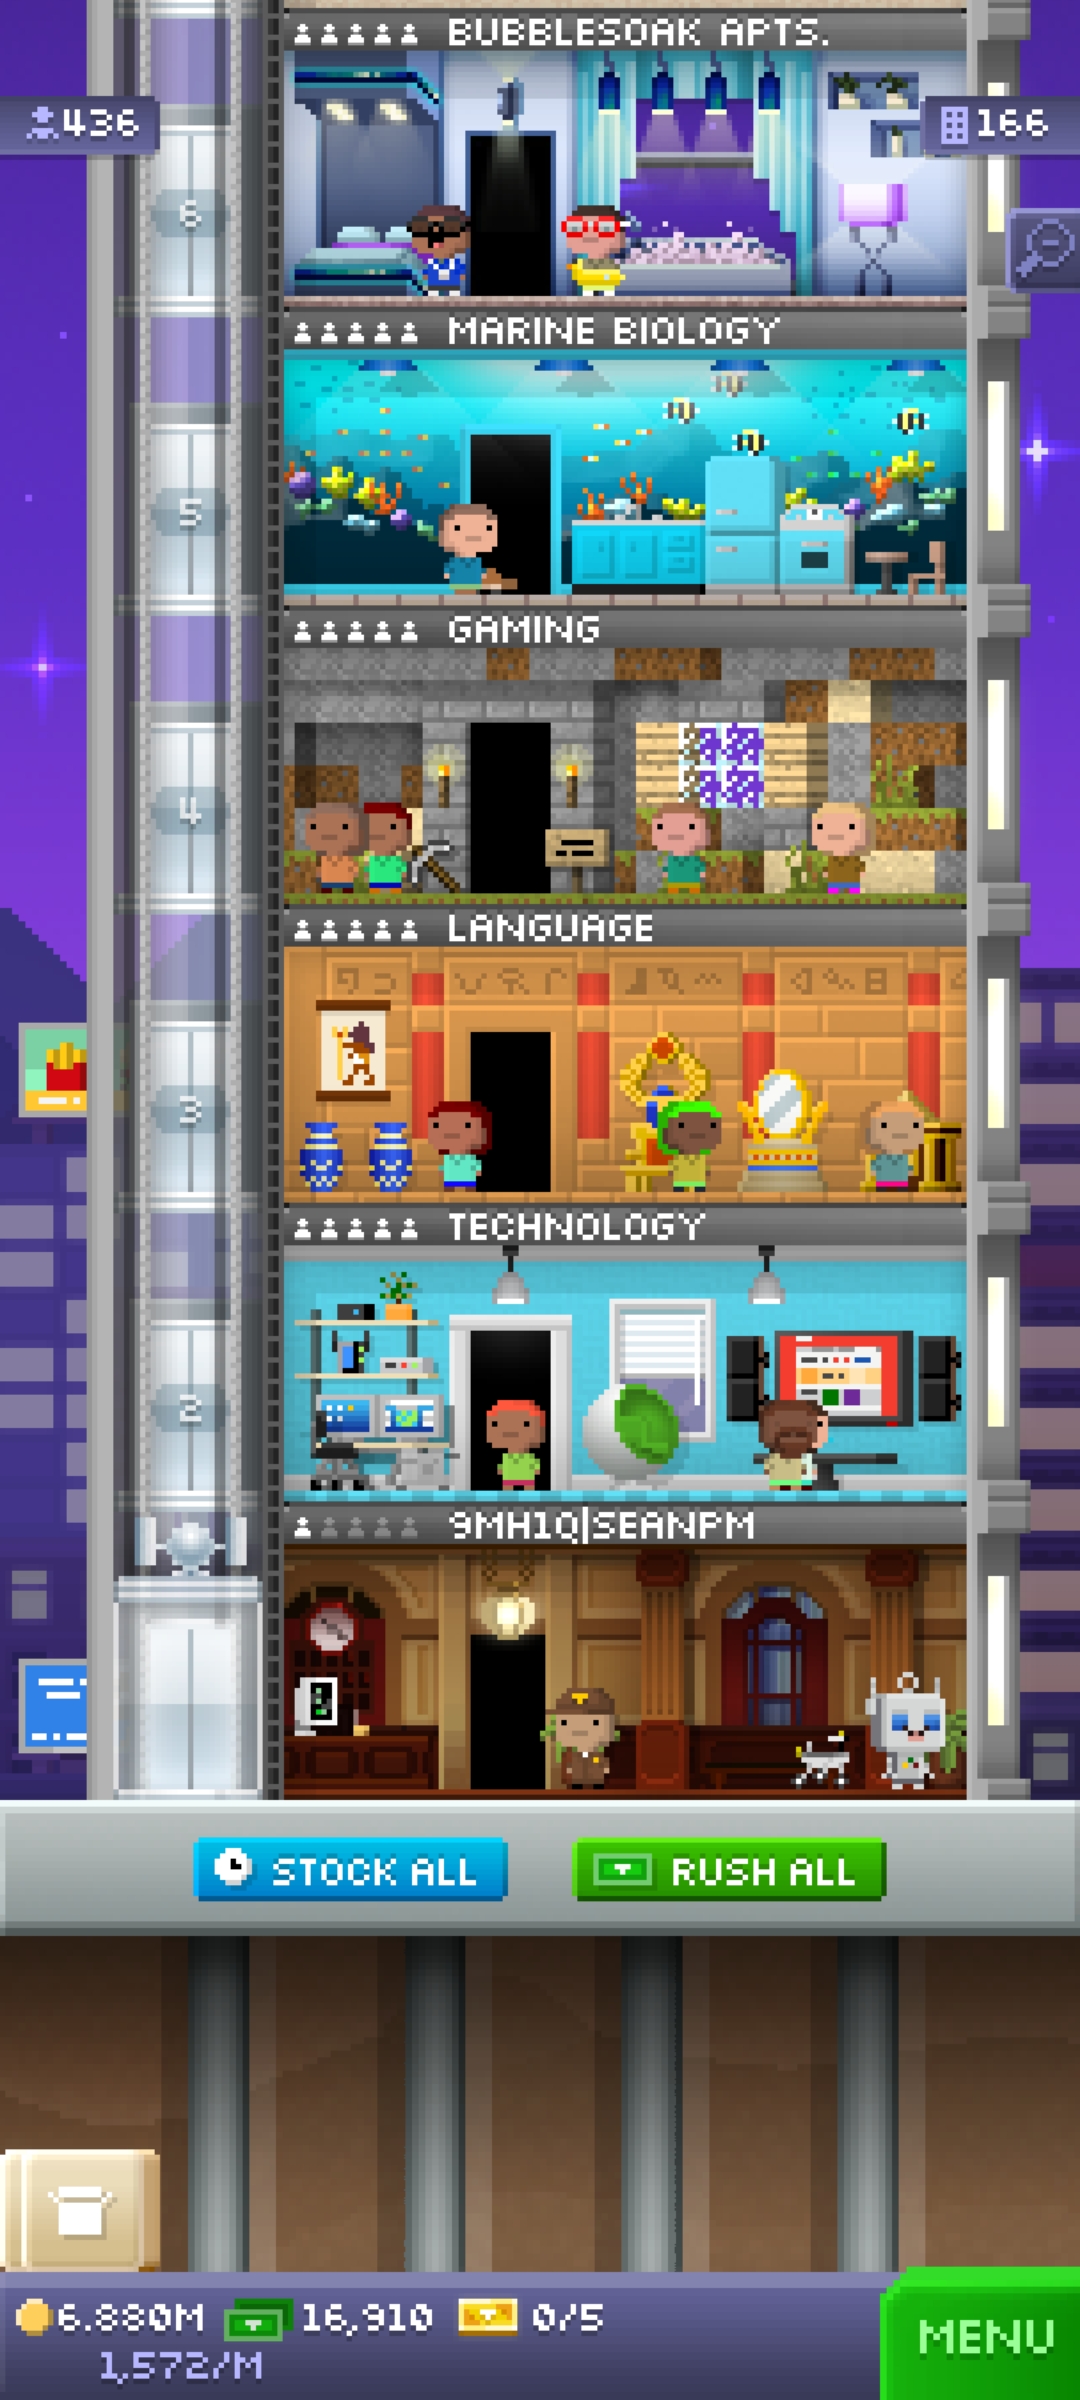 BUBBLESOAK APTS.
436
166
6
MARINE BIOLOGY
5
GAMING
4
LANGUAGE
3
TECHNOLOGY
2
9MH1Q|SEANPM
STOCK ALL
RUSH ALL
6.880M
16,910
0/5
1,572/M
MENU